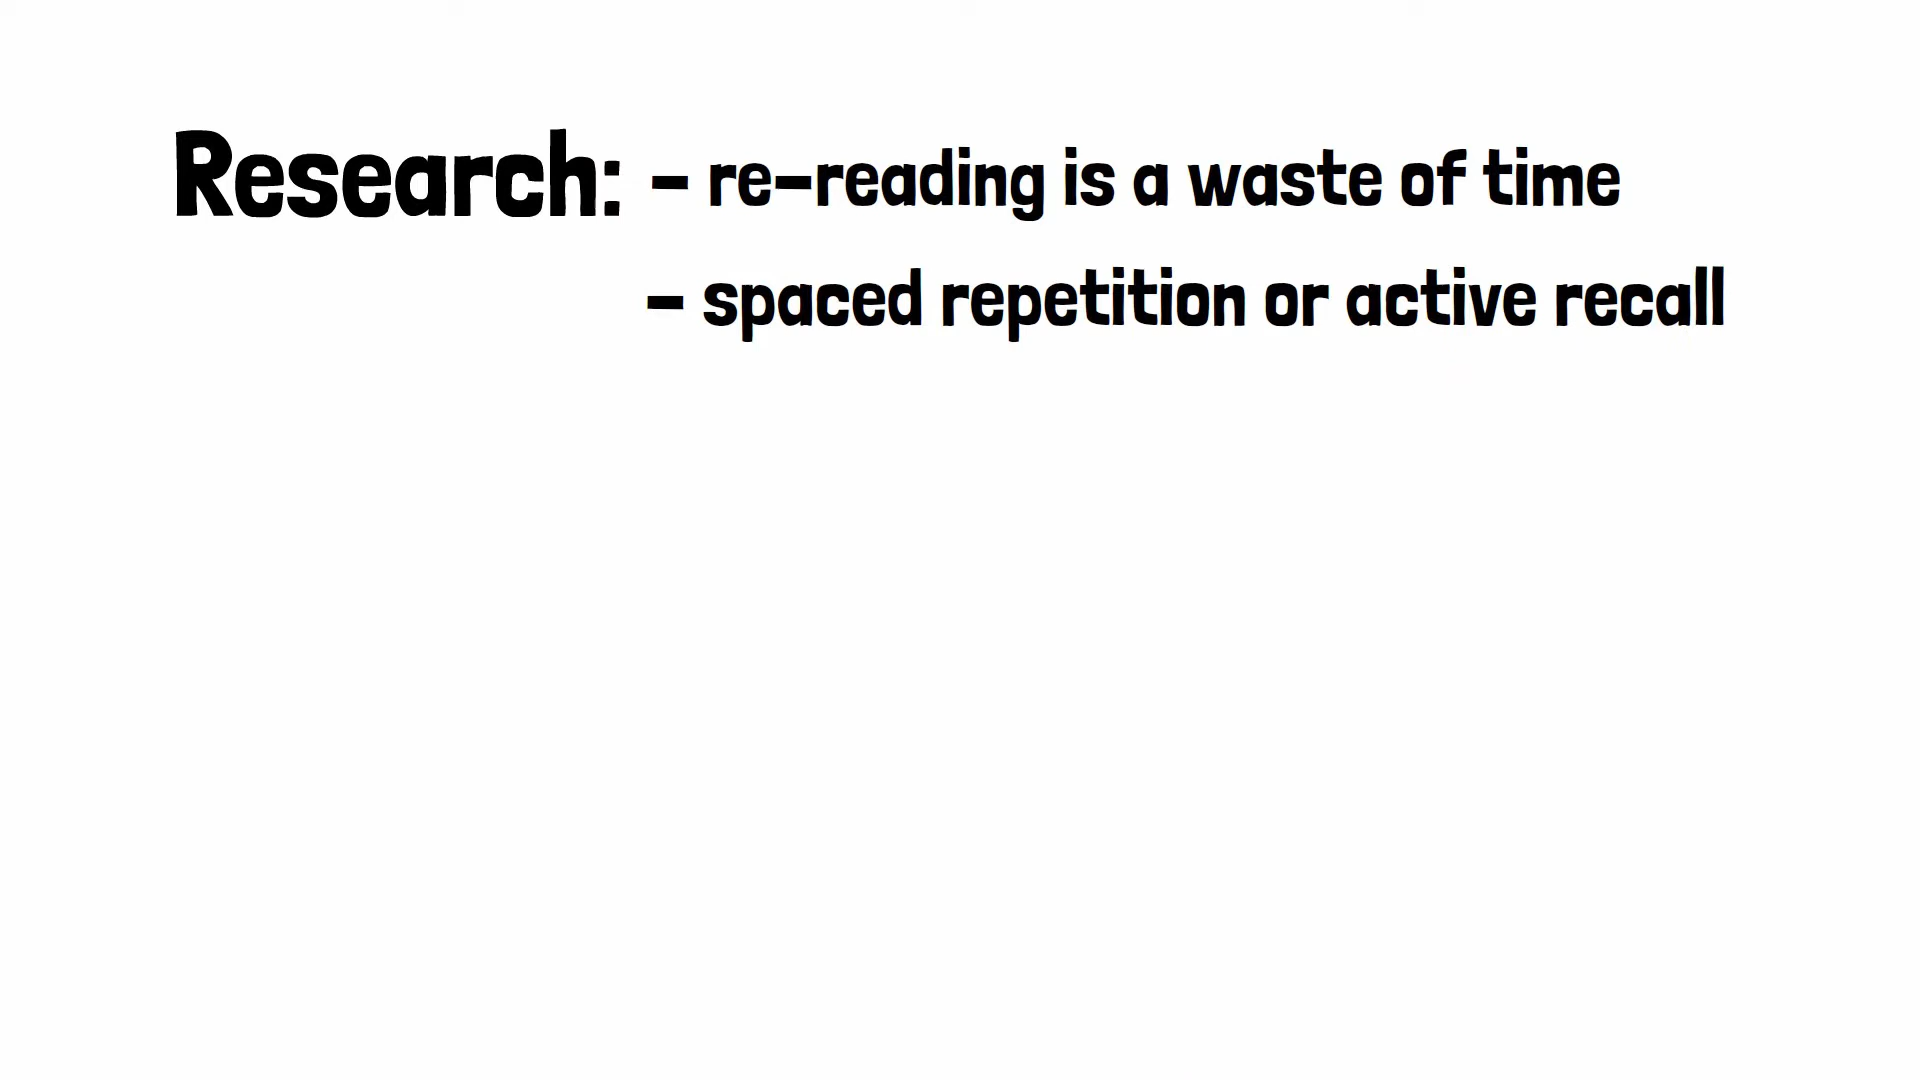 Research: - re-reading is a waste of time
- spaced repetition or active recall